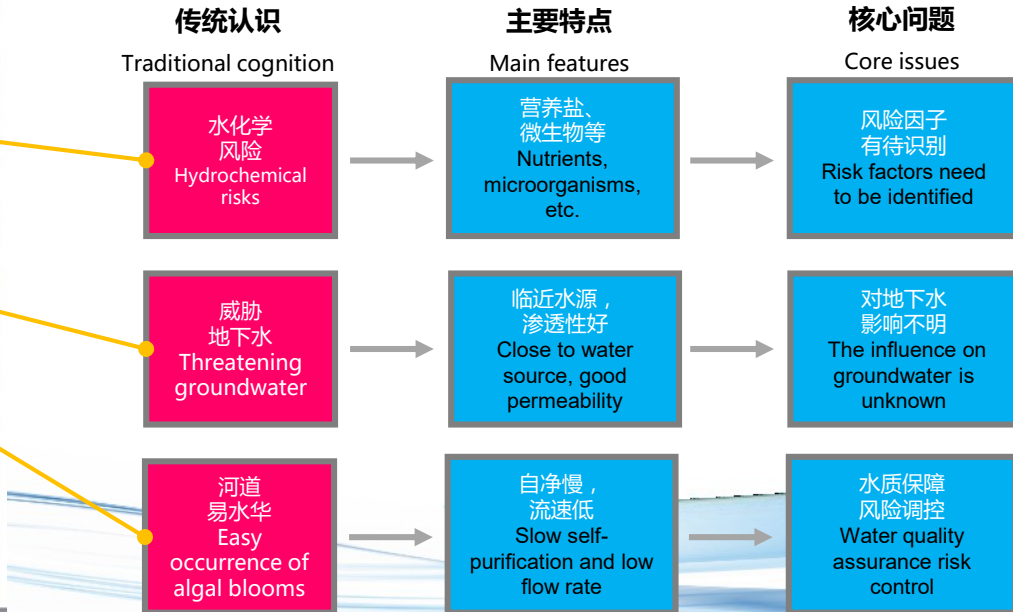 传统认识
主要特点
核心问题
Traditional cognition
Main features
Core issues
水化学
风险
Hydrochemical
risks
营养盐、
微生物等
Nutrients,
microorganisms,
etc.
风险因子
有待识别
Risk factors need
to be identified
威胁
地下水
Threatening
groundwater
临近水源，
渗透性好
Close to water
source, good
permeability
对地下水
影响不明
The influence on
groundwater is
unknown
河道
易水华
Easy
occurrence of
algal blooms
自净慢，
流速低
Slow self-
purification and low
flow rate
水质保障
风险调控
Water quality
assurance risk
control